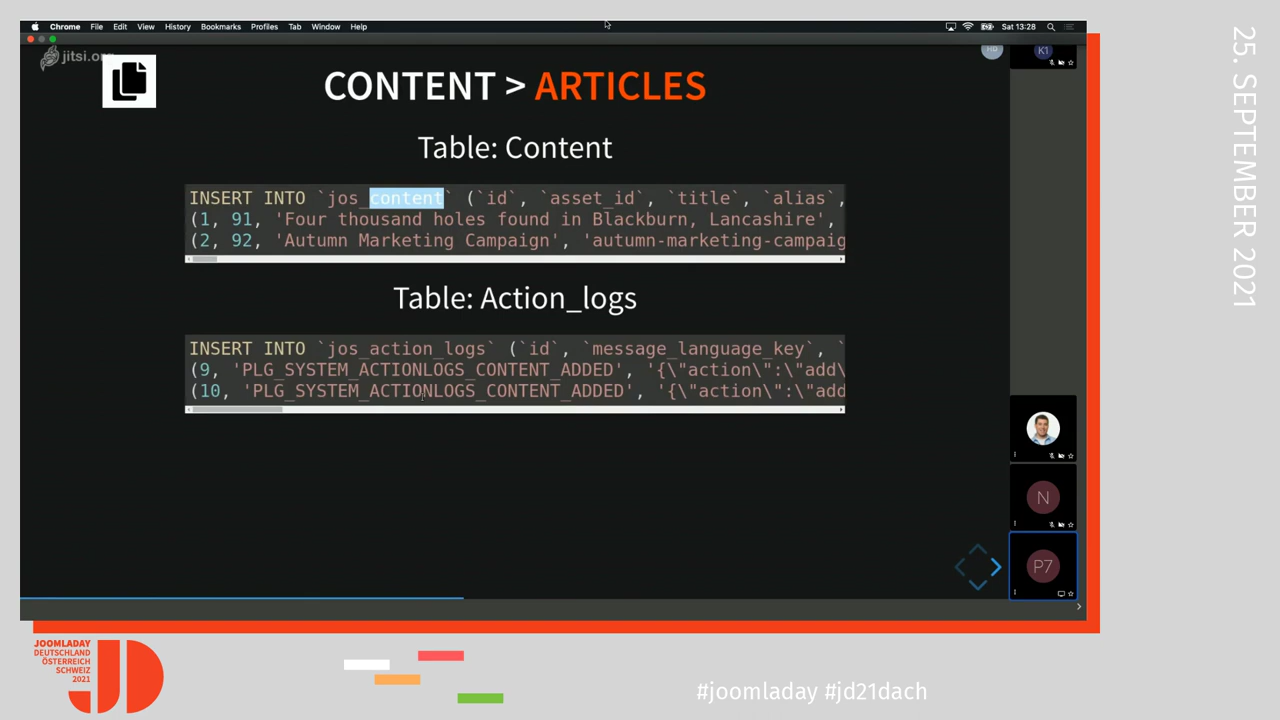 Chrome File Edit View History Bookmarks Profiles Tab Window Help
Sat 13:28
jitsi.org
HD
K1
CONTENT > ARTICLES
Table: Content
INSERT INTO `jos_content` (`id`, `asset_id`, `title`, `alias`,
(1, 91, 'Four thousand holes found in Blackburn, Lancashire',
(2, 92, 'Autumn Marketing Campaign', 'autumn-marketing-campaig
Table: Action_logs
INSERT INTO `jos_action_logs` (`id`, `message_language_key`, `
(9, 'PLG_SYSTEM_ACTIONLOGS_CONTENT_ADDED', '{\"action\":\"add\
(10, 'PLG_SYSTEM_ACTIONLOGS_CONTENT_ADDED', '{\"action\":\"add
N
P7
25. SEPTEMBER 2021
JOOMLADAY
DEUTSCHLAND
ÖSTERREICH
SCHWEIZ
2021
JD
#joomladay #jd21dach